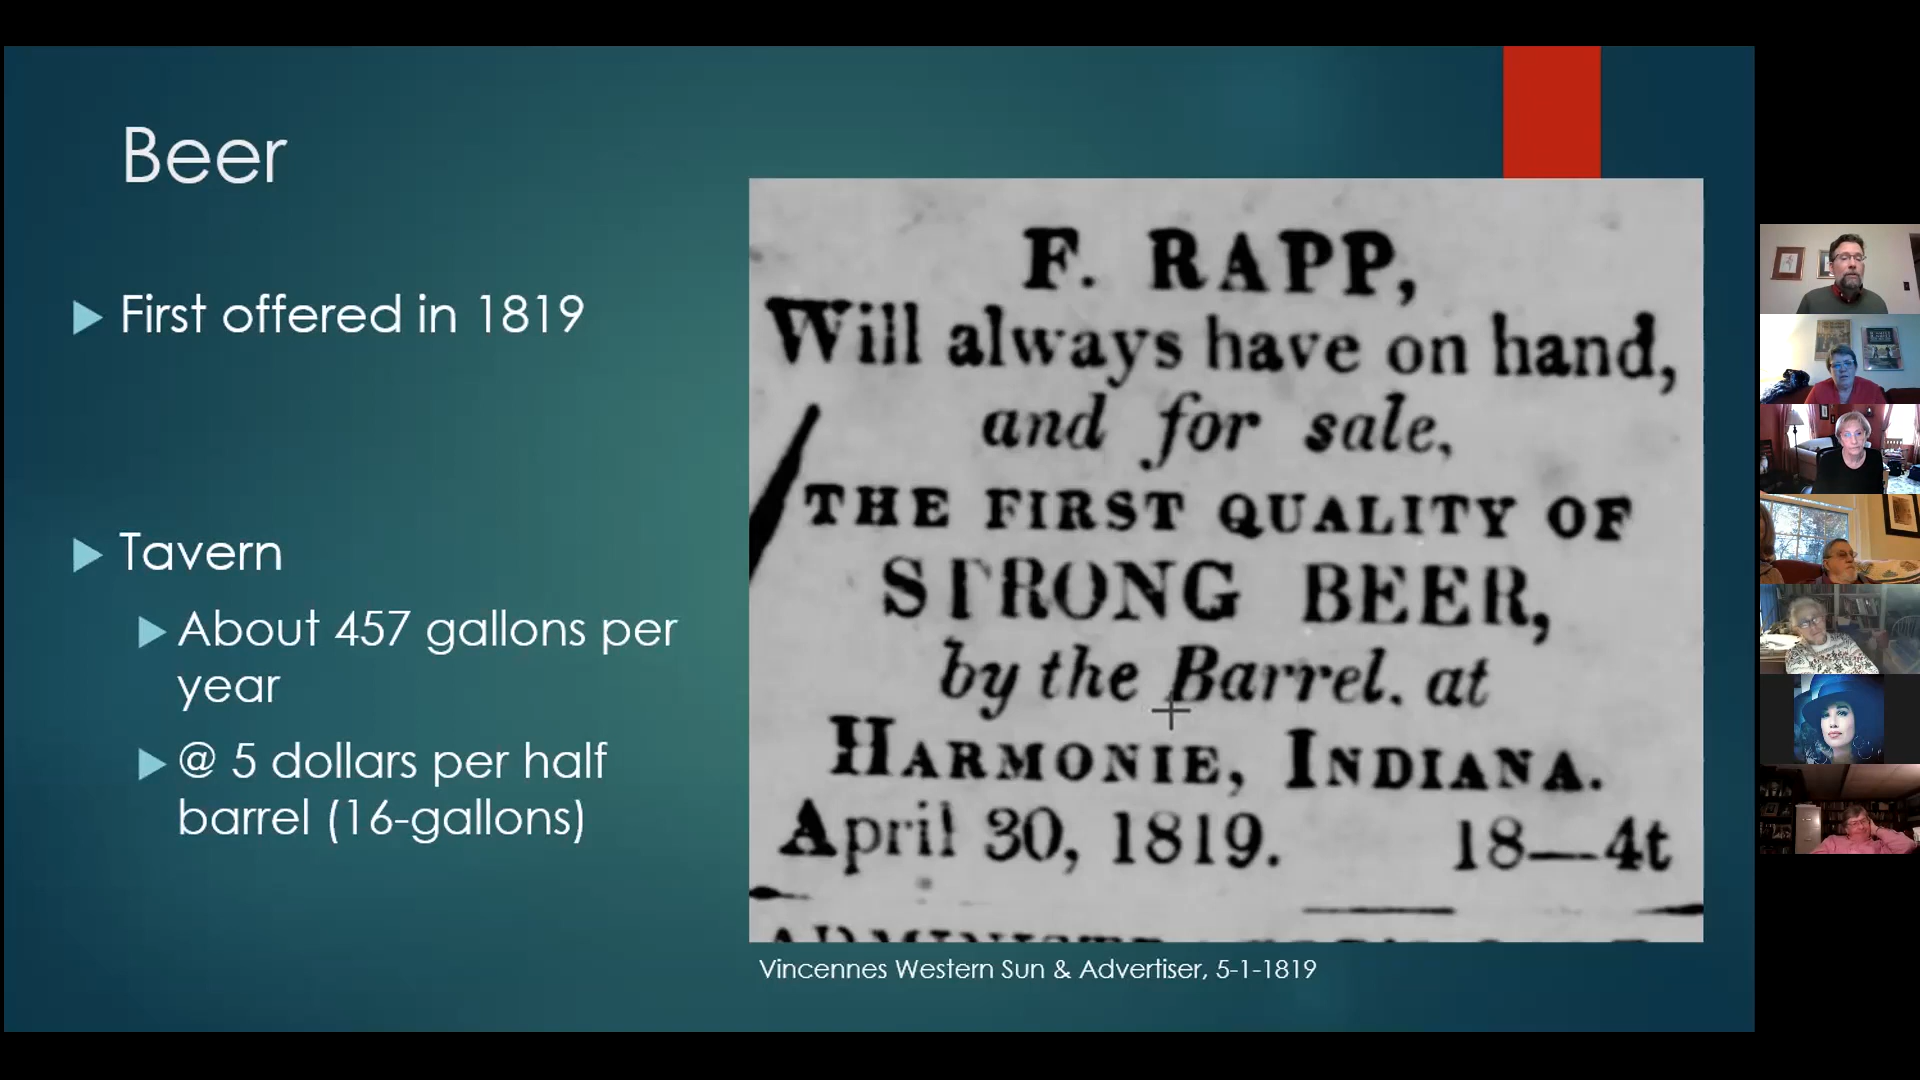 Beer
First offered in 1819
Tavern
About 457 gallons per
year
@ 5 dollars per half
barrel (16-gallons)
F. RAPP,
Will always have on hand,
and for sale,
THE FIRST QUALITY OF
STRONG BEER,
by the Barrel. at
HARMONIE, INDIANA.
April 30, 1819. 18—4t
Vincennes Western Sun & Advertiser, 5-1-1819